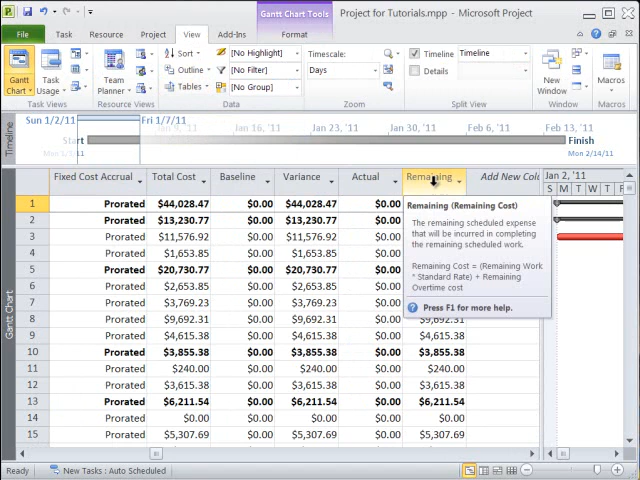 Gantt Chart Tools
Project for Tutorials.mpp - Microsoft Project
File Task Resource Project View Add-Ins Format
Gantt Chart
Task Usage
Task Views
Team Planner
Resource Views
Sort
Outline
Tables
[No Highlight]
[No Filter]
[No Group]
Data
Timescale:
Days
Zoom
Timeline
Timeline
Details
Split View
New Window
Window
Macros
Macros
Timeline
Sun 1/2/11
Fri 1/7/11
Jan 9, '11 Jan 16, '11 Jan 23, '11 Jan 30, '11 Feb 6, '11 Feb 13, '11
Start
Finish
Mon 2/14/11
Gantt Chart
Fixed Cost Accrual Total Cost Baseline Variance Actual Remaining Add New Col
Jan 2, '11
S M T W T F
1 Prorated $44,028.47 $0.00 $44,028.47 $0.00
2 Prorated $13,230.77 $0.00 $13,230.77 $0.00
3 Prorated $11,576.92 $0.00 $11,576.92 $0.00
4 Prorated $1,653.85 $0.00 $1,653.85 $0.00
5 Prorated $20,730.77 $0.00 $20,730.77 $0.00
6 Prorated $2,653.85 $0.00 $2,653.85 $0.00
7 Prorated $3,769.23 $0.00 $3,769.23 $0.00
8 Prorated $9,692.31 $0.00 $9,692.31 $0.00 $9,692.31
9 Prorated $4,615.38 $0.00 $4,615.38 $0.00 $4,615.38
10 Prorated $3,855.38 $0.00 $3,855.38 $0.00 $3,855.38
11 Prorated $240.00 $0.00 $240.00 $0.00 $240.00
12 Prorated $3,615.38 $0.00 $3,615.38 $0.00 $3,615.38
13 Prorated $6,211.54 $0.00 $6,211.54 $0.00 $6,211.54
14 Prorated $0.00 $0.00 $0.00 $0.00 $0.00
15 Prorated $5,307.69 $0.00 $5,307.69 $0.00 $5,307.69
Remaining (Remaining Cost)
The remaining scheduled expense
that will be incurred in completing
the remaining scheduled work.
Remaining Cost = (Remaining Work
* Standard Rate) + Remaining
Overtime cost
Press F1 for more help.
Ready
New Tasks : Auto Scheduled